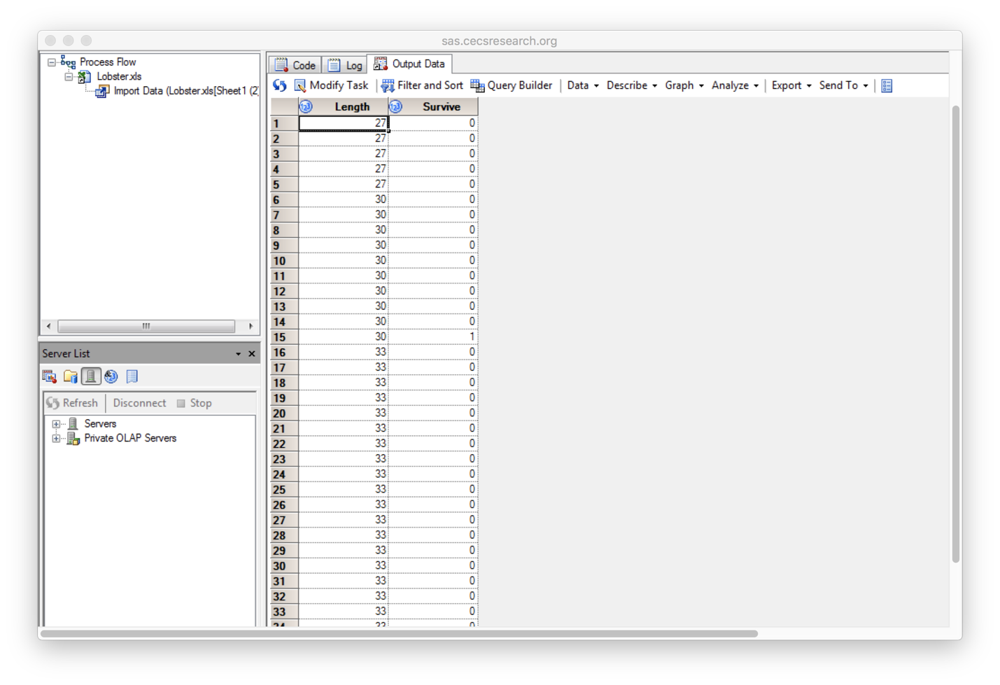 sas.cecsresearch.org
Process Flow
Lobster.xls
Import Data (Lobster.xls[Sheet1 (2)
Server List
Refresh Disconnect Stop
Servers
Private OLAP Servers
Code Log Output Data
Modify Task Filter and Sort Query Builder Data Describe Graph Analyze Export Send To
Length Survive
1 27 0
2 27 0
3 27 0
4 27 0
5 27 0
6 30 0
7 30 0
8 30 0
9 30 0
10 30 0
11 30 0
12 30 0
13 30 0
14 30 0
15 30 1
16 33 0
17 33 0
18 33 0
19 33 0
20 33 0
21 33 0
22 33 0
23 33 0
24 33 0
25 33 0
26 33 0
27 33 0
28 33 0
29 33 0
30 33 0
31 33 0
32 33 0
33 33 0
34 33 0